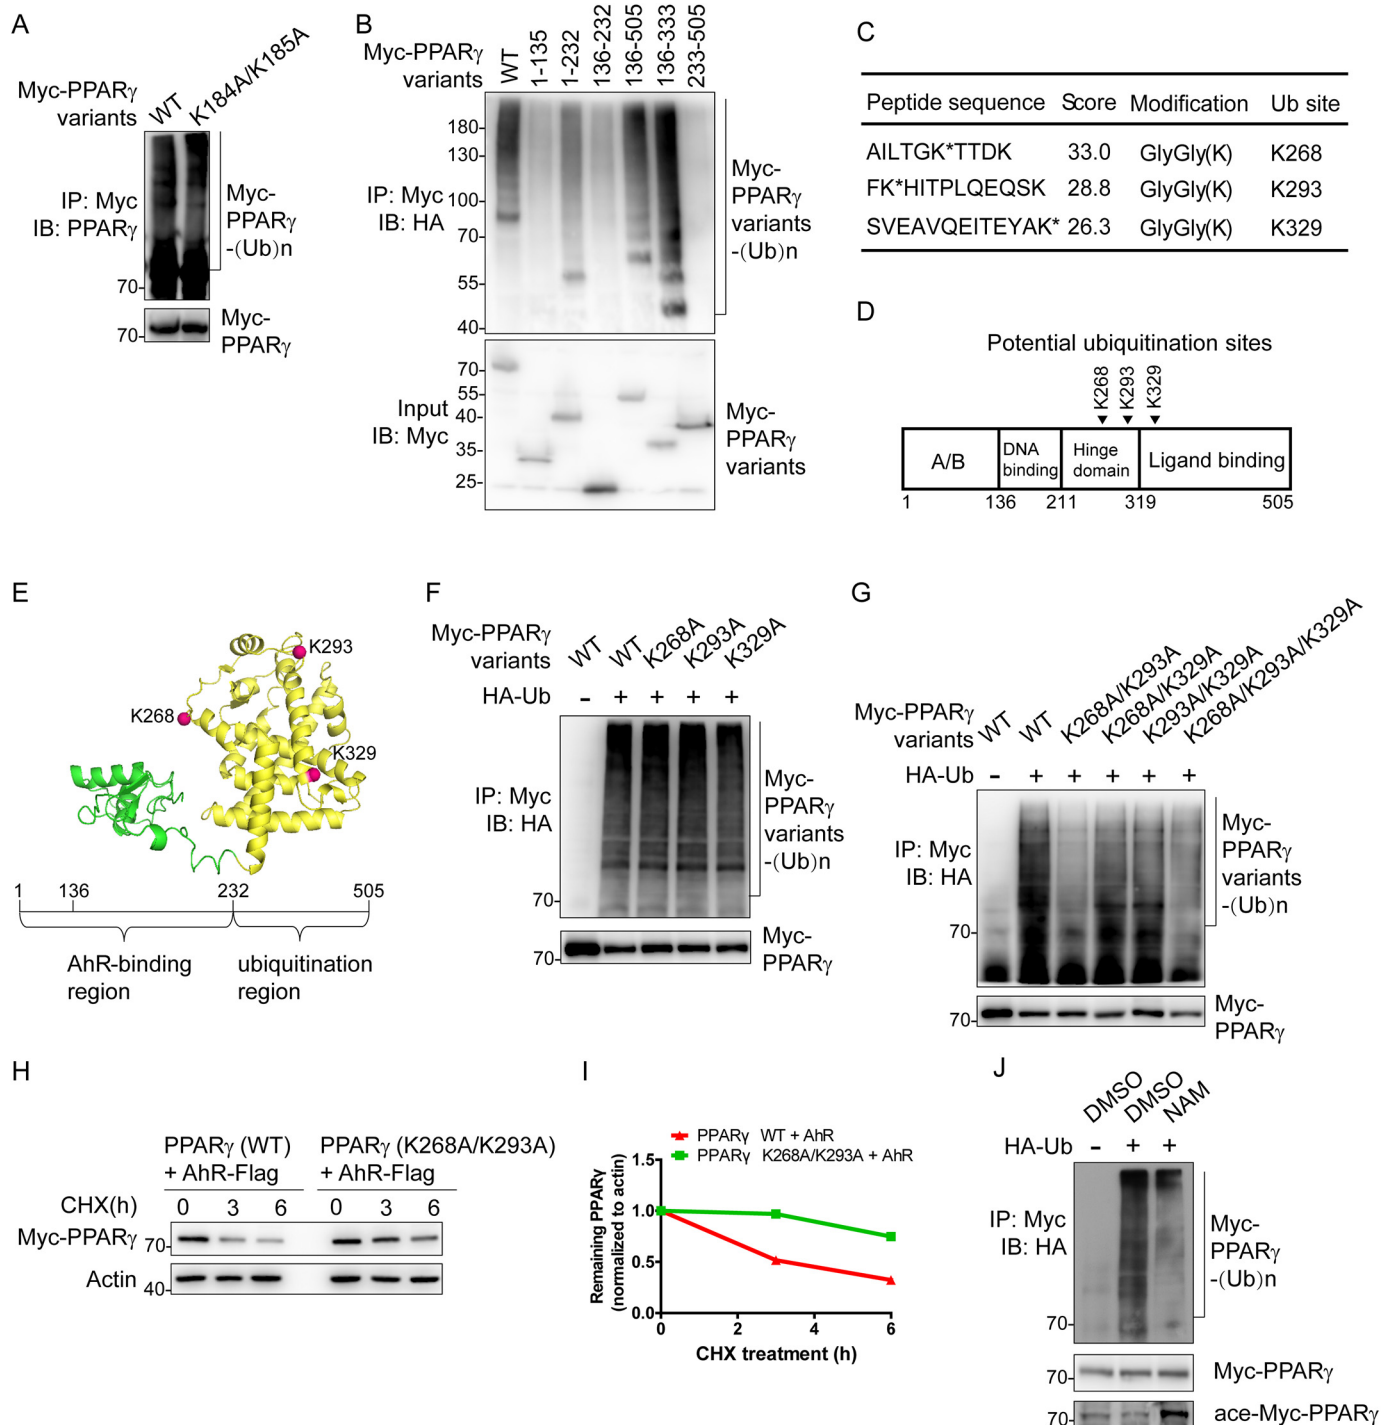 A
Myc-PPARγ
variants
WT
K184A/K185A
IP: Myc
IB: PPARγ
70-
Myc-
PPARγ
-(Ub)n
70-
Myc-
PPARγ
B
Myc-PPARγ
variants
WT
1-135
1-232
136-232
136-505
136-333
233-505
IP: Myc
IB: HA
180-
130-
100-
70-
55-
40-
Myc-
PPARγ
variants
-(Ub)n
Input
IB: Myc
70-
55-
40-
35-
25-
Myc-
PPARγ
variants
C
Peptide sequence Score Modification Ub site
AILTGK*TTDK 33.0 GlyGly(K) K268
FK*HITPLQEQSK 28.8 GlyGly(K) K293
SVEAVQEITEYAK* 26.3 GlyGly(K) K329
D
Potential ubiquitination sites
K268
K293
K329
A/B
DNA
binding
Hinge
domain
Ligand binding
1 136 211 319 505
E
K293
K268
K329
1 136 232 505
AhR-binding
region
ubiquitination
region
F
Myc-PPARγ
variants
WT
WT
K268A
K293A
K329A
HA-Ub - + + + +
IP: Myc
IB: HA
70-
Myc-
PPARγ
variants
-(Ub)n
70-
Myc-
PPARγ
G
Myc-PPARγ
variants
WT
WT
K268A/K293A
K268A/K329A
K293A/K329A
K268A/K293A/K329A
HA-Ub - + + + + +
IP: Myc
IB: HA
70-
Myc-
PPARγ
variants
-(Ub)n
70-
Myc-
PPARγ
H
PPARγ (WT)
+ AhR-Flag
PPARγ (K268A/K293A)
+ AhR-Flag
CHX(h) 0 3 6 0 3 6
Myc-PPARγ
70-
Actin
40-
I
PPARγ WT + AhR
PPARγ K268A/K293A + AhR
Remaining PPARγ
(normalized to actin)
1.5
1.0
0.5
0.0
0 2 4 6
CHX treatment (h)
J
DMSO
DMSO
NAM
HA-Ub - + +
IP: Myc
IB: HA
70-
Myc-
PPARγ
-(Ub)n
70-
Myc-PPARγ
70-
ace-Myc-PPARγ